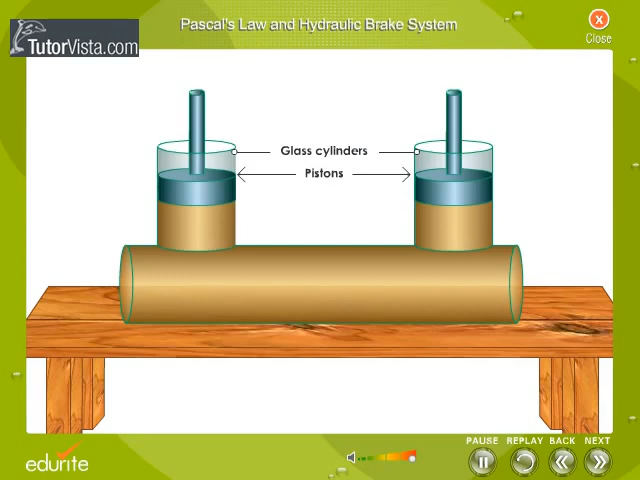 Pascal's Law and Hydraulic Brake System
x
Close
TutorVista.com
Glass cylinders
Pistons
PAUSE REPLAY BACK NEXT
edurite